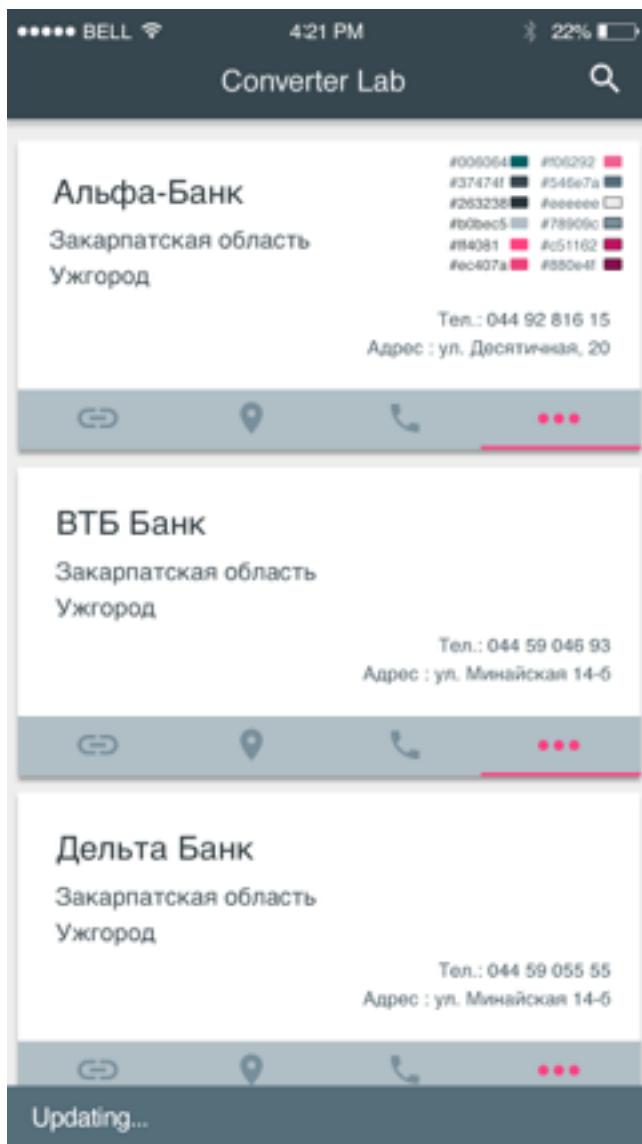 BELL 4:21 PM 22%
Converter Lab
Альфа-Банк
Закарпатская область
Ужгород
#006064 #f06292
#37474f #546e7a
#263238 #eeeeee
#b0bec5 #78909c
#ff4081 #c51162
#ec407a #880e4f
Тел.: 044 92 816 15
Адрес : ул. Десятичная, 20
ВТБ Банк
Закарпатская область
Ужгород
Тел.: 044 59 046 93
Адрес : ул. Минайская 14-б
Дельта Банк
Закарпатская область
Ужгород
Тел.: 044 59 055 55
Адрес : ул. Минайская 14-б
Updating...